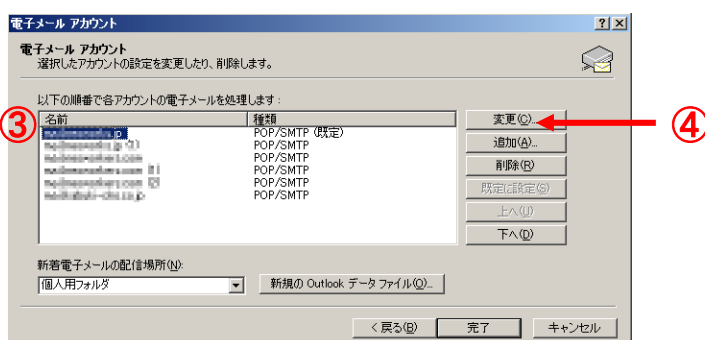 電子メール アカウント
電子メール アカウント
選択したアカウントの設定を変更したり、削除します。
以下の順番で各アカウントの電子メールを処理します:
③
名前 種類
POP/SMTP (既定)
POP/SMTP
POP/SMTP
POP/SMTP
POP/SMTP
POP/SMTP
変更(C)...
④
追加(A)...
削除(R)
既定に設定(S)
上へ(U)
下へ(D)
新着電子メールの配信場所(N):
個人用フォルダ
新規の Outlook データ ファイル(O)...
< 戻る(B)
完了
キャンセル